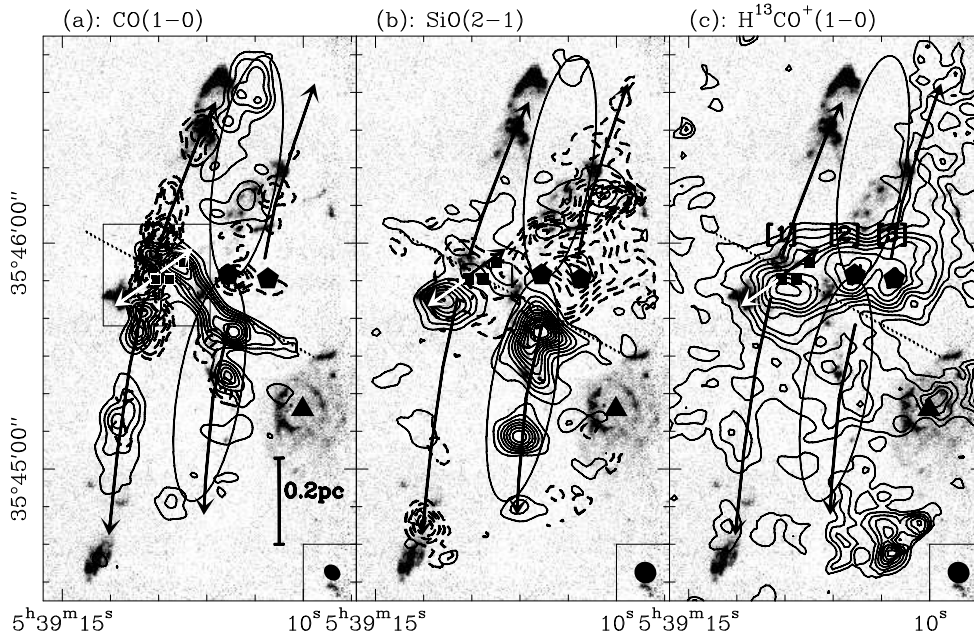 (a): CO(1-0)
(b): SiO(2-1)
(c): H¹³CO⁺(1-0)
35°46'00"
35°45'00"
[1]
[2]
[3]
0.2pc
5ʰ39ᵐ15ˢ
10ˢ
5ʰ39ᵐ15ˢ
10ˢ
5ʰ39ᵐ15ˢ
10ˢ